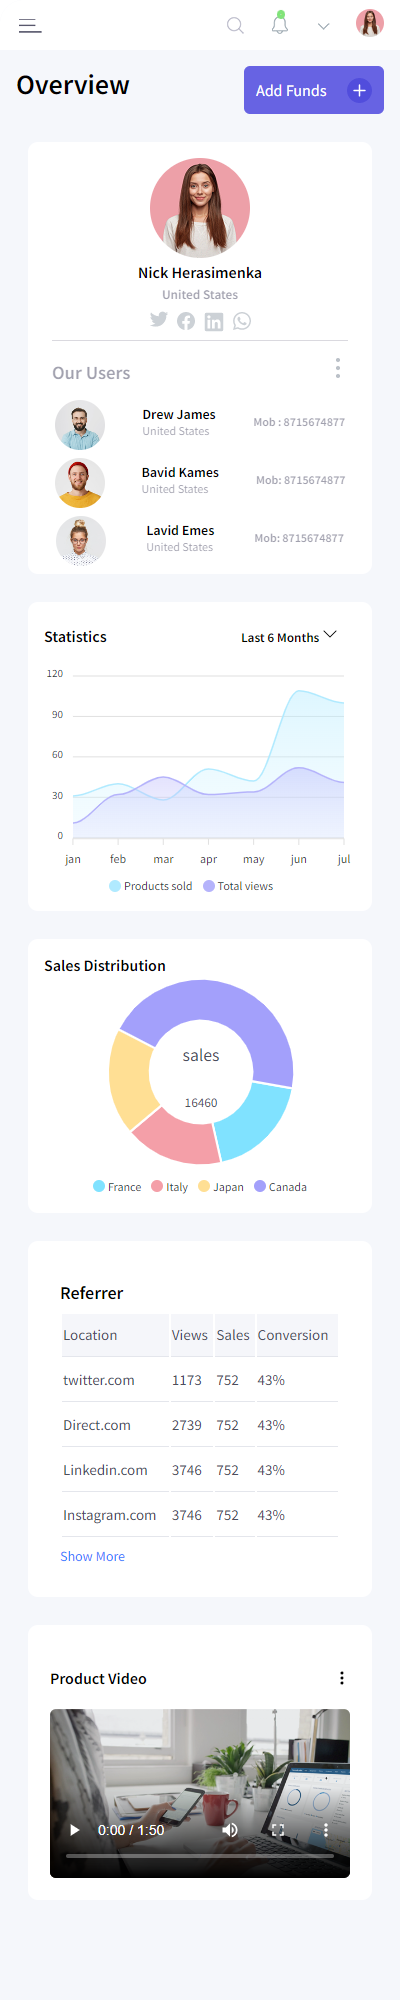 Overview
Add Funds
Nick Herasimenka
United States
Our Users
Drew James
United States
Mob : 8715674877
Bavid Kames
United States
Mob: 8715674877
Lavid Emes
United States
Mob: 8715674877
Statistics
Last 6 Months
120
90
60
30
0
jan feb mar apr may jun jul
Products sold Total views
Sales Distribution
sales
16460
France Italy Japan Canada
Referrer
Location Views Sales Conversion
twitter.com 1173 752 43%
Direct.com 2739 752 43%
Linkedin.com 3746 752 43%
Instagram.com 3746 752 43%
Show More
Product Video
0:00 / 1:50